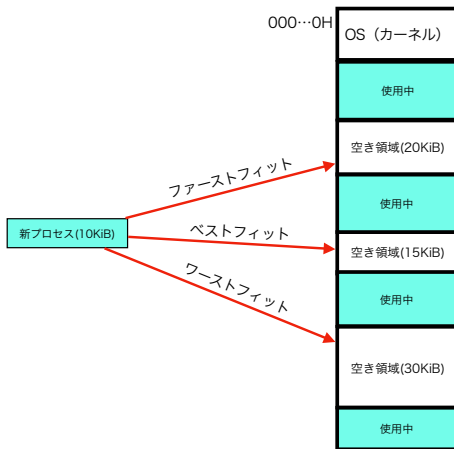 000…0H
OS（カーネル）
使用中
空き領域(20KiB)
ファーストフィット
使用中
新プロセス(10KiB)
ベストフィット
空き領域(15KiB)
ワーストフィット
使用中
空き領域(30KiB)
使用中